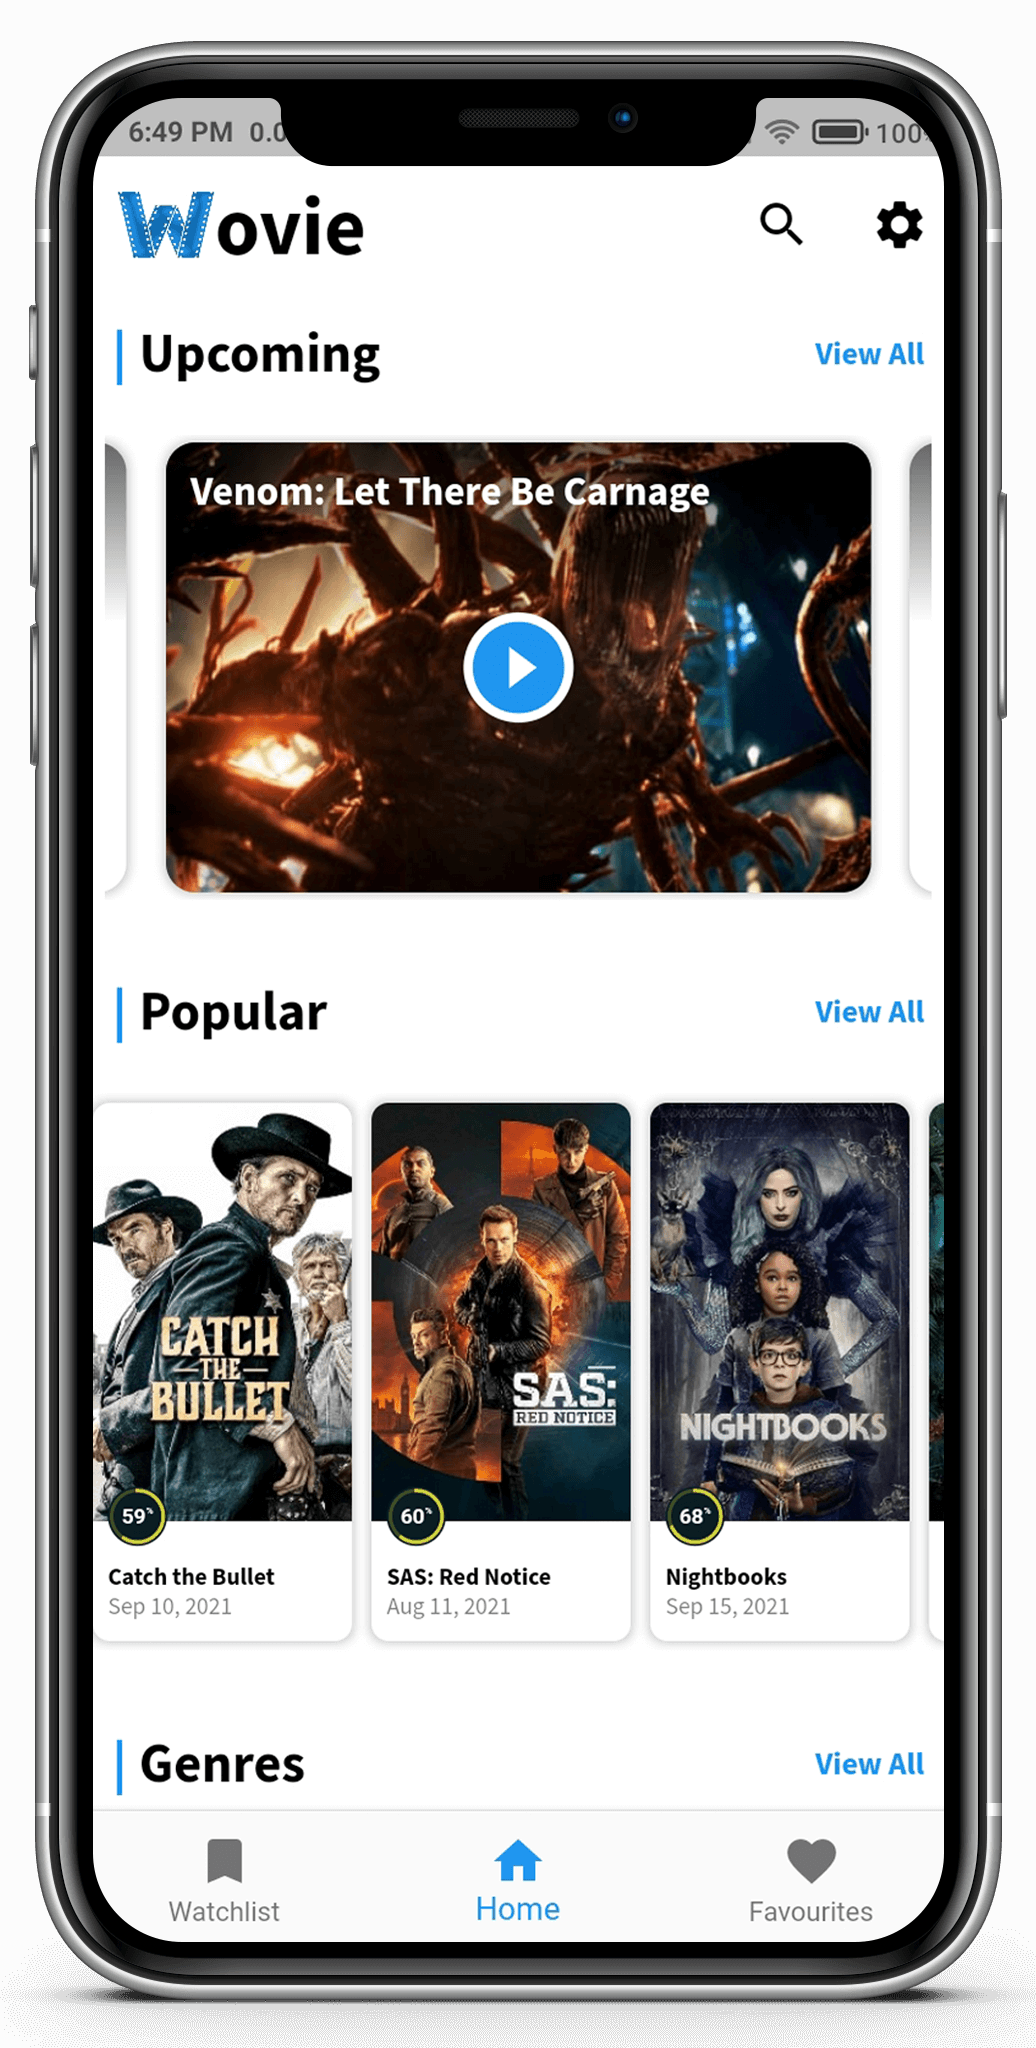 6:49 PM 0.0
100
Wovie
Upcoming
View All
Venom: Let There Be Carnage
Popular
View All
CATCH
THE
BULLET
SAS:
RED NOTICE
NIGHTBOOKS
59%
60%
68%
Catch the Bullet
SAS: Red Notice
Nightbooks
Sep 10, 2021
Aug 11, 2021
Sep 15, 2021
Genres
View All
Watchlist
Home
Favourites